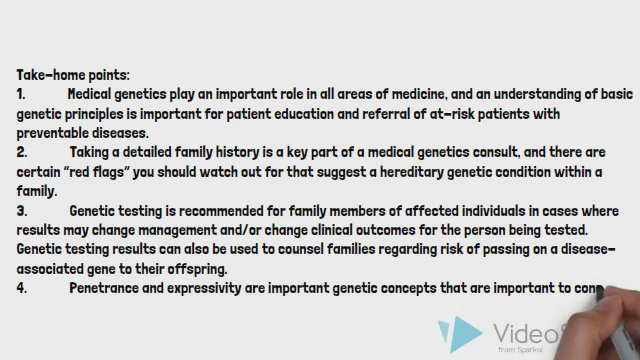 Take-home points:
1. Medical genetics play an important role in all areas of medicine, and an understanding of basic
genetic principles is important for patient education and referral of at-risk patients with
preventable diseases.
2. Taking a detailed family history is a key part of a medical genetics consult, and there are
certain "red flags" you should watch out for that suggest a hereditary genetic condition within a
family.
3. Genetic testing is recommended for family members of affected individuals in cases where
results may change management and/or change clinical outcomes for the person being tested.
Genetic testing results can also be used to counsel families regarding risk of passing on a disease-
associated gene to their offspring.
4. Penetrance and expressivity are important genetic concepts that are important to
from Sparkol